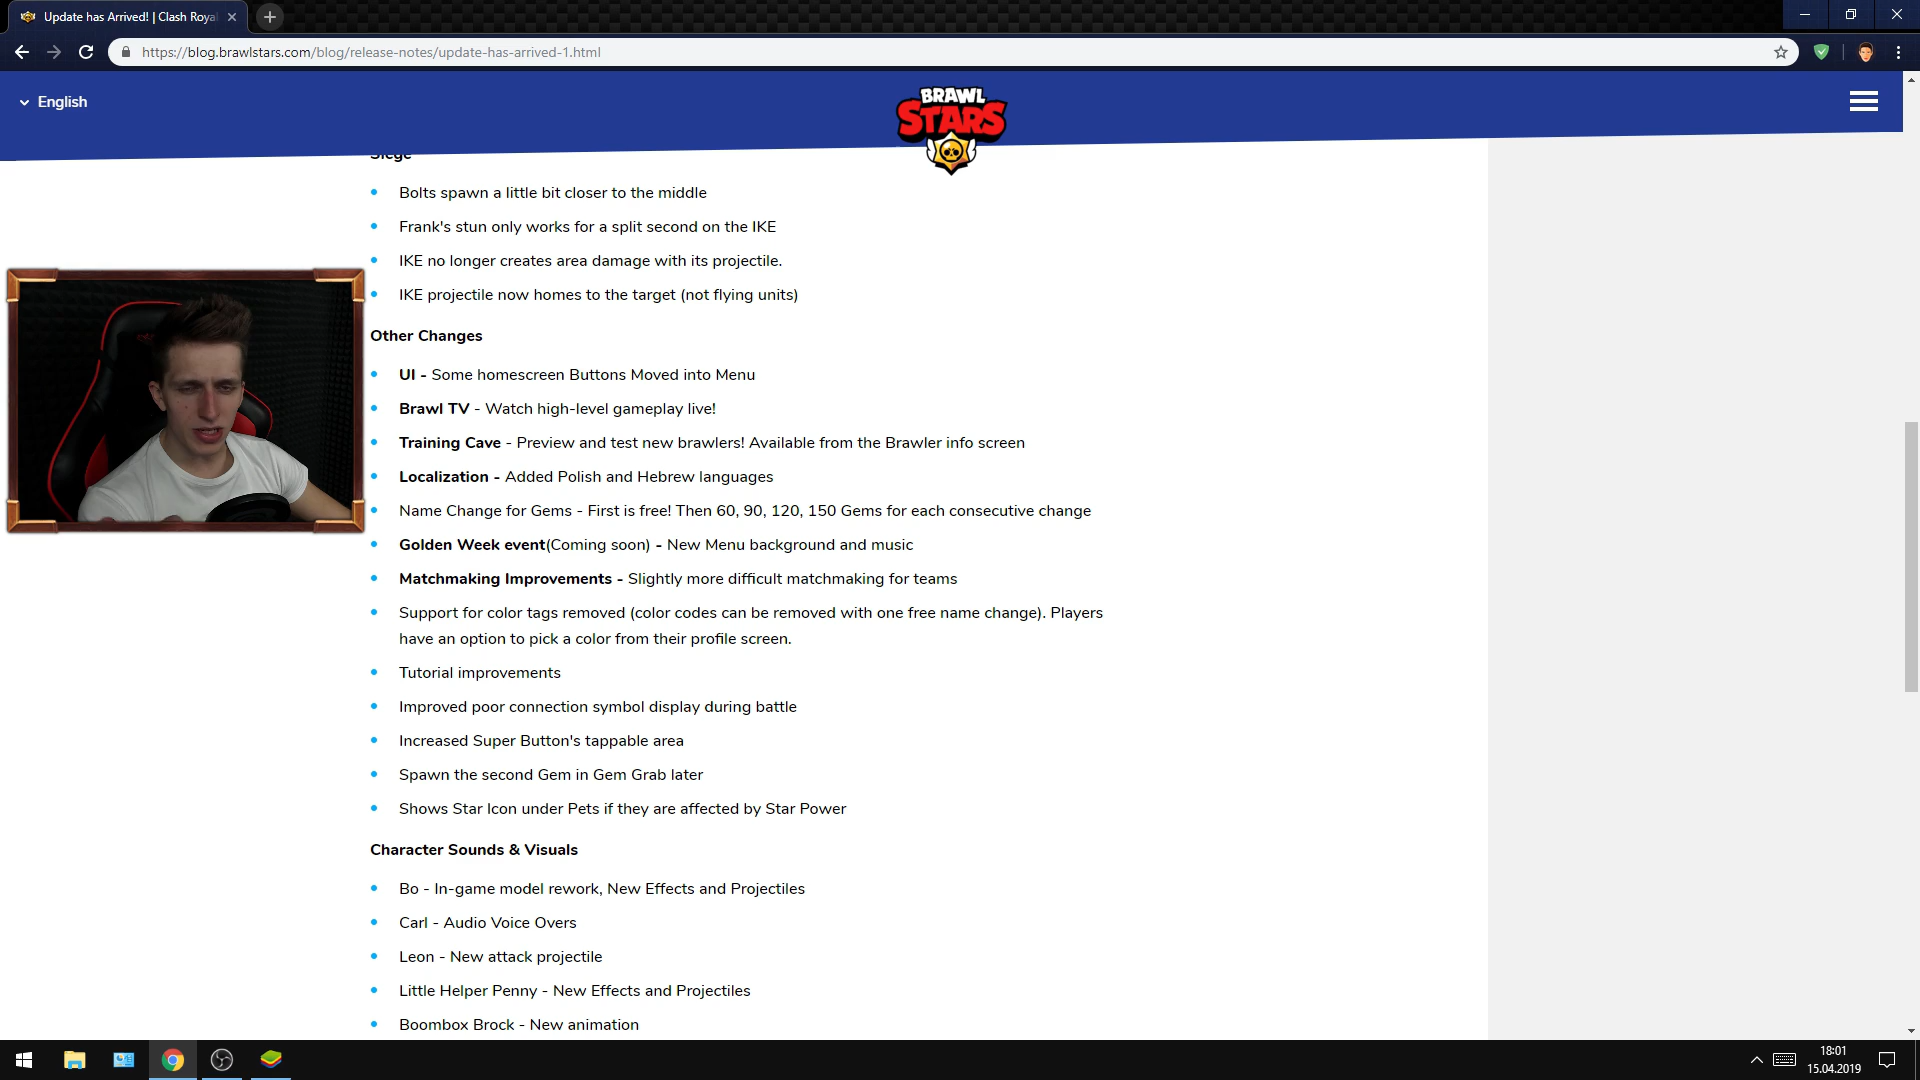 Update has Arrived! | Clash Roya
https://blog.brawlstars.com/blog/release-notes/update-has-arrived-1.html
English
BRAWL
STARS
Siege
Bolts spawn a little bit closer to the middle
Frank's stun only works for a split second on the IKE
IKE no longer creates area damage with its projectile.
IKE projectile now homes to the target (not flying units)
Other Changes
UI - Some homescreen Buttons Moved into Menu
Brawl TV - Watch high-level gameplay live!
Training Cave - Preview and test new brawlers! Available from the Brawler info screen
Localization - Added Polish and Hebrew languages
Name Change for Gems - First is free! Then 60, 90, 120, 150 Gems for each consecutive change
Golden Week event(Coming soon) - New Menu background and music
Matchmaking Improvements - Slightly more difficult matchmaking for teams
Support for color tags removed (color codes can be removed with one free name change). Players
have an option to pick a color from their profile screen.
Tutorial improvements
Improved poor connection symbol display during battle
Increased Super Button's tappable area
Spawn the second Gem in Gem Grab later
Shows Star Icon under Pets if they are affected by Star Power
Character Sounds & Visuals
Bo - In-game model rework, New Effects and Projectiles
Carl - Audio Voice Overs
Leon - New attack projectile
Little Helper Penny - New Effects and Projectiles
Boombox Brock - New animation
18:01
15.04.2019